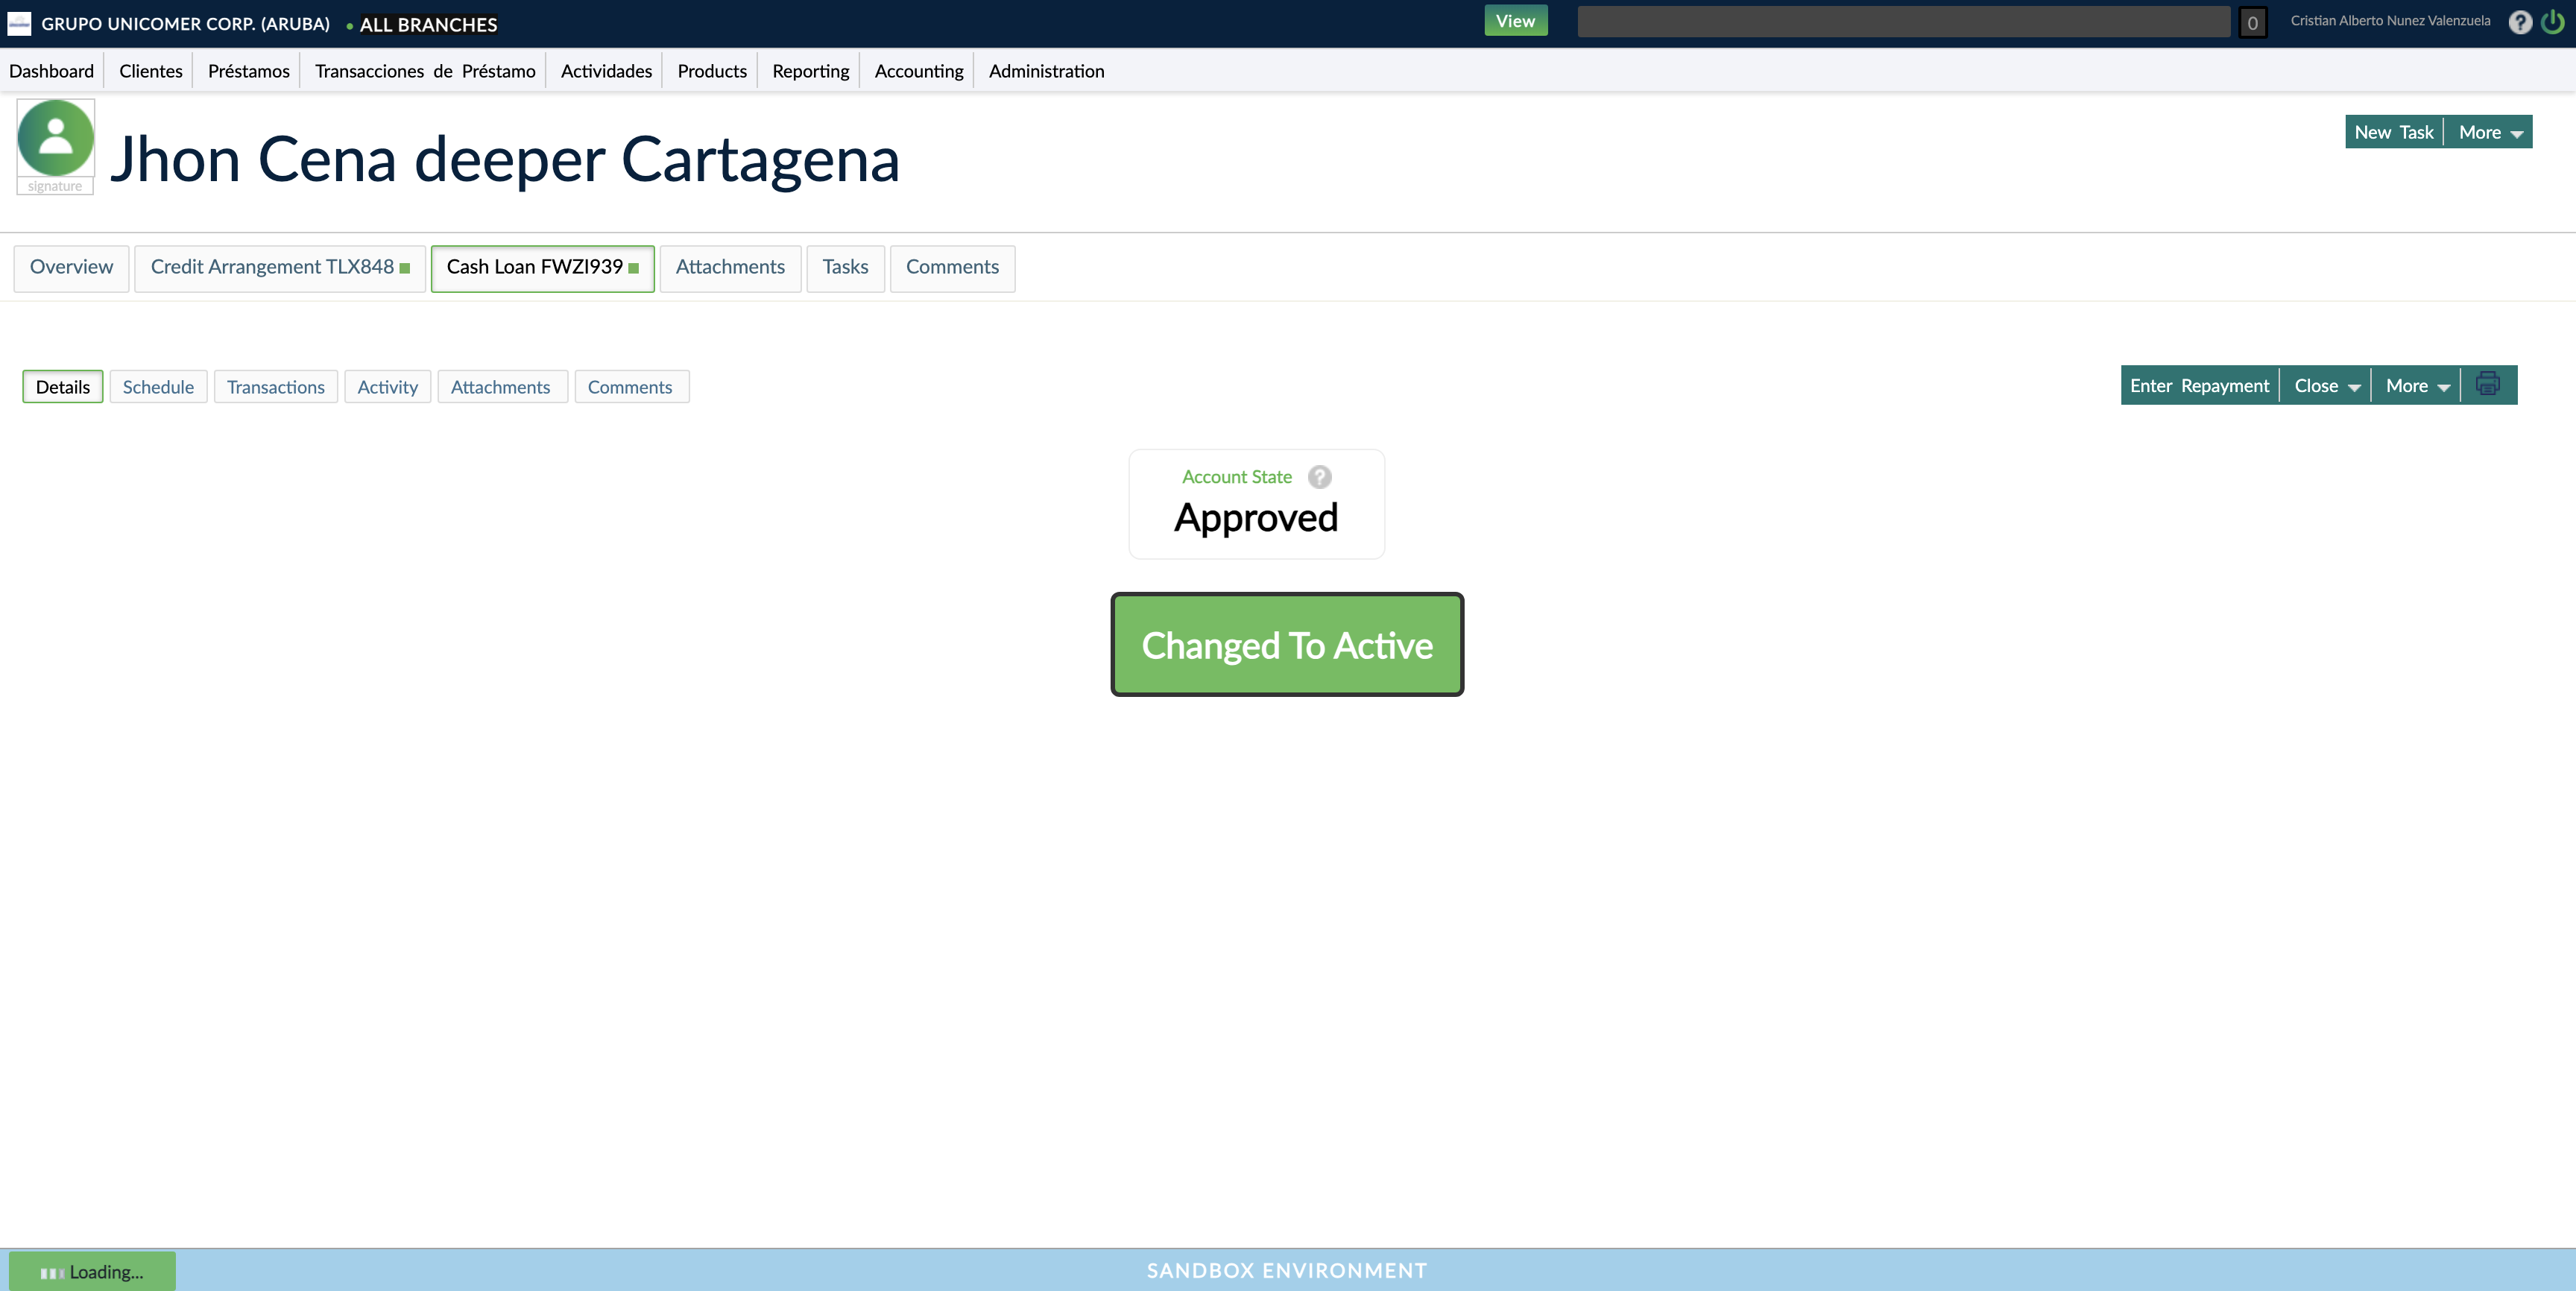 GRUPO UNICOMER CORP. (ARUBA) • ALL BRANCHES View 0 Cristian Alberto Nunez Valenzuela ?
Dashboard Clientes Préstamos Transacciones de Préstamo Actividades Products Reporting Accounting Administration
signature
Jhon Cena deeper Cartagena
New Task More
Overview Credit Arrangement TLX848 Cash Loan FWZI939 Attachments Tasks Comments
Details Schedule Transactions Activity Attachments Comments
Enter Repayment Close More
Account State ?
Approved
Changed To Active
Loading...
SANDBOX ENVIRONMENT